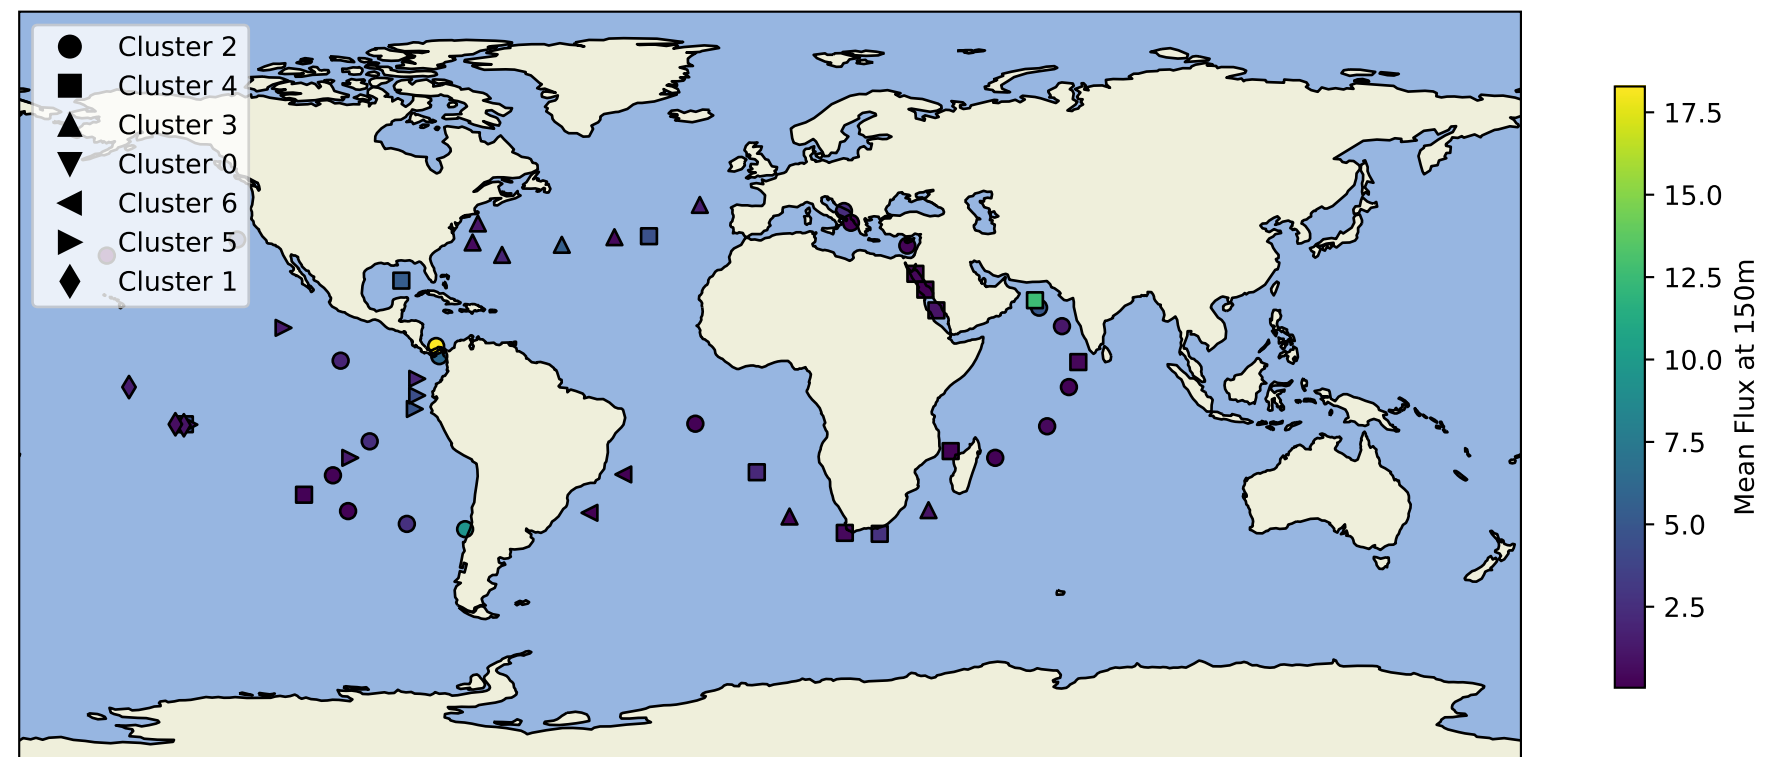 Cluster 2
Cluster 4
Cluster 3
Cluster 0
Cluster 6
Cluster 5
Cluster 1
17.5
15.0
12.5
10.0
7.5
5.0
2.5
Mean Flux at 150m